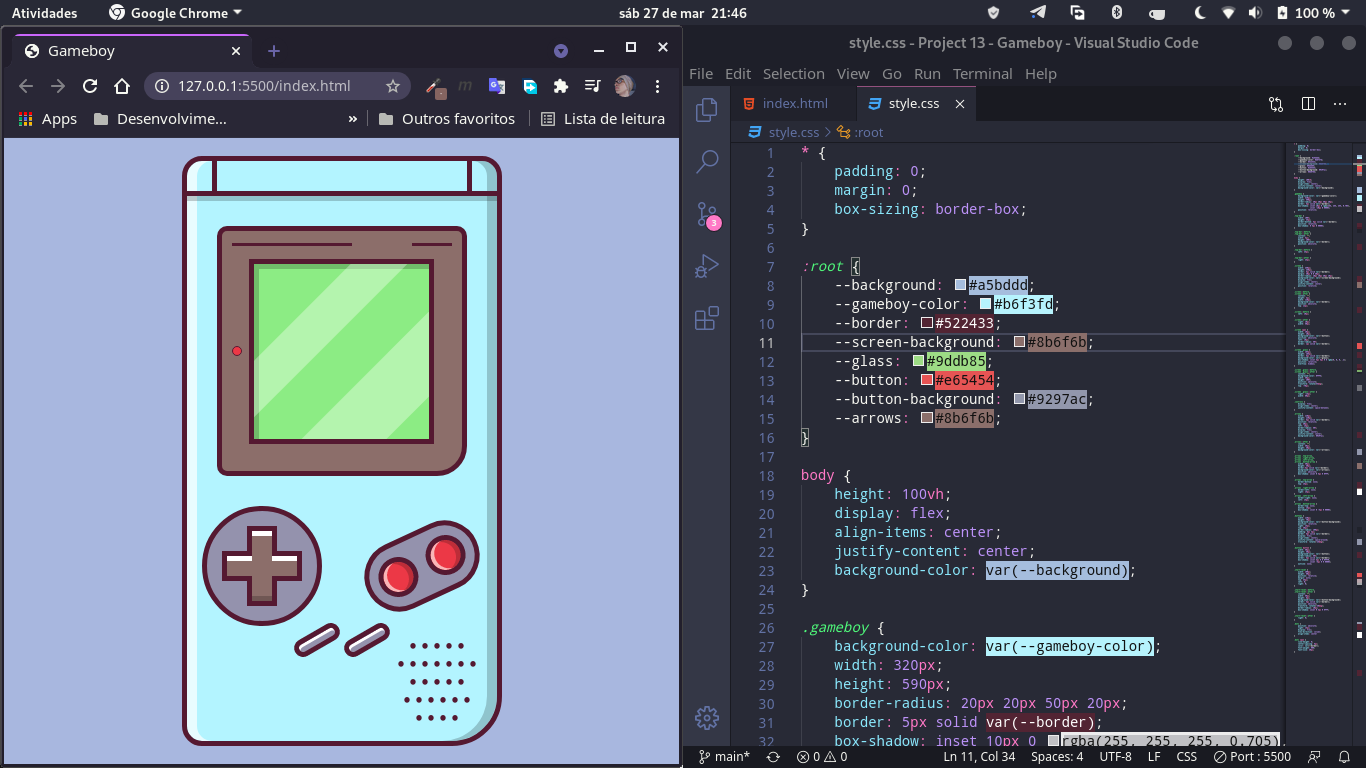 Atividades
Google Chrome
sáb 27 de mar 21:46
100 %
Gameboy
127.0.0.1:5500/index.html
Apps
Desenvolvime...
»
Outros favoritos
Lista de leitura
style.css - Project 13 - Gameboy - Visual Studio Code
File Edit Selection View Go Run Terminal Help
index.html
style.css
style.css > :root
3
1 * {
2 padding: 0;
3 margin: 0;
4 box-sizing: border-box;
5 }
6
7 :root {
8 --background: #a5bddd;
9 --gameboy-color: #b6f3fd;
10 --border: #522433;
11 --screen-background: #8b6f6b;
12 --glass: #9ddb85;
13 --button: #e65454;
14 --button-background: #9297ac;
15 --arrows: #8b6f6b;
16 }
17
18 body {
19 height: 100vh;
20 display: flex;
21 align-items: center;
22 justify-content: center;
23 background-color: var(--background);
24 }
25
26 .gameboy {
27 background-color: var(--gameboy-color);
28 width: 320px;
29 height: 590px;
30 border-radius: 20px 20px 50px 20px;
31 border: 5px solid var(--border);
32 box-shadow: inset 10px 0 rgba(255, 255, 255, 0.705)
main* 0 0 Ln 11, Col 34 Spaces: 4 UTF-8 LF CSS Port : 5500